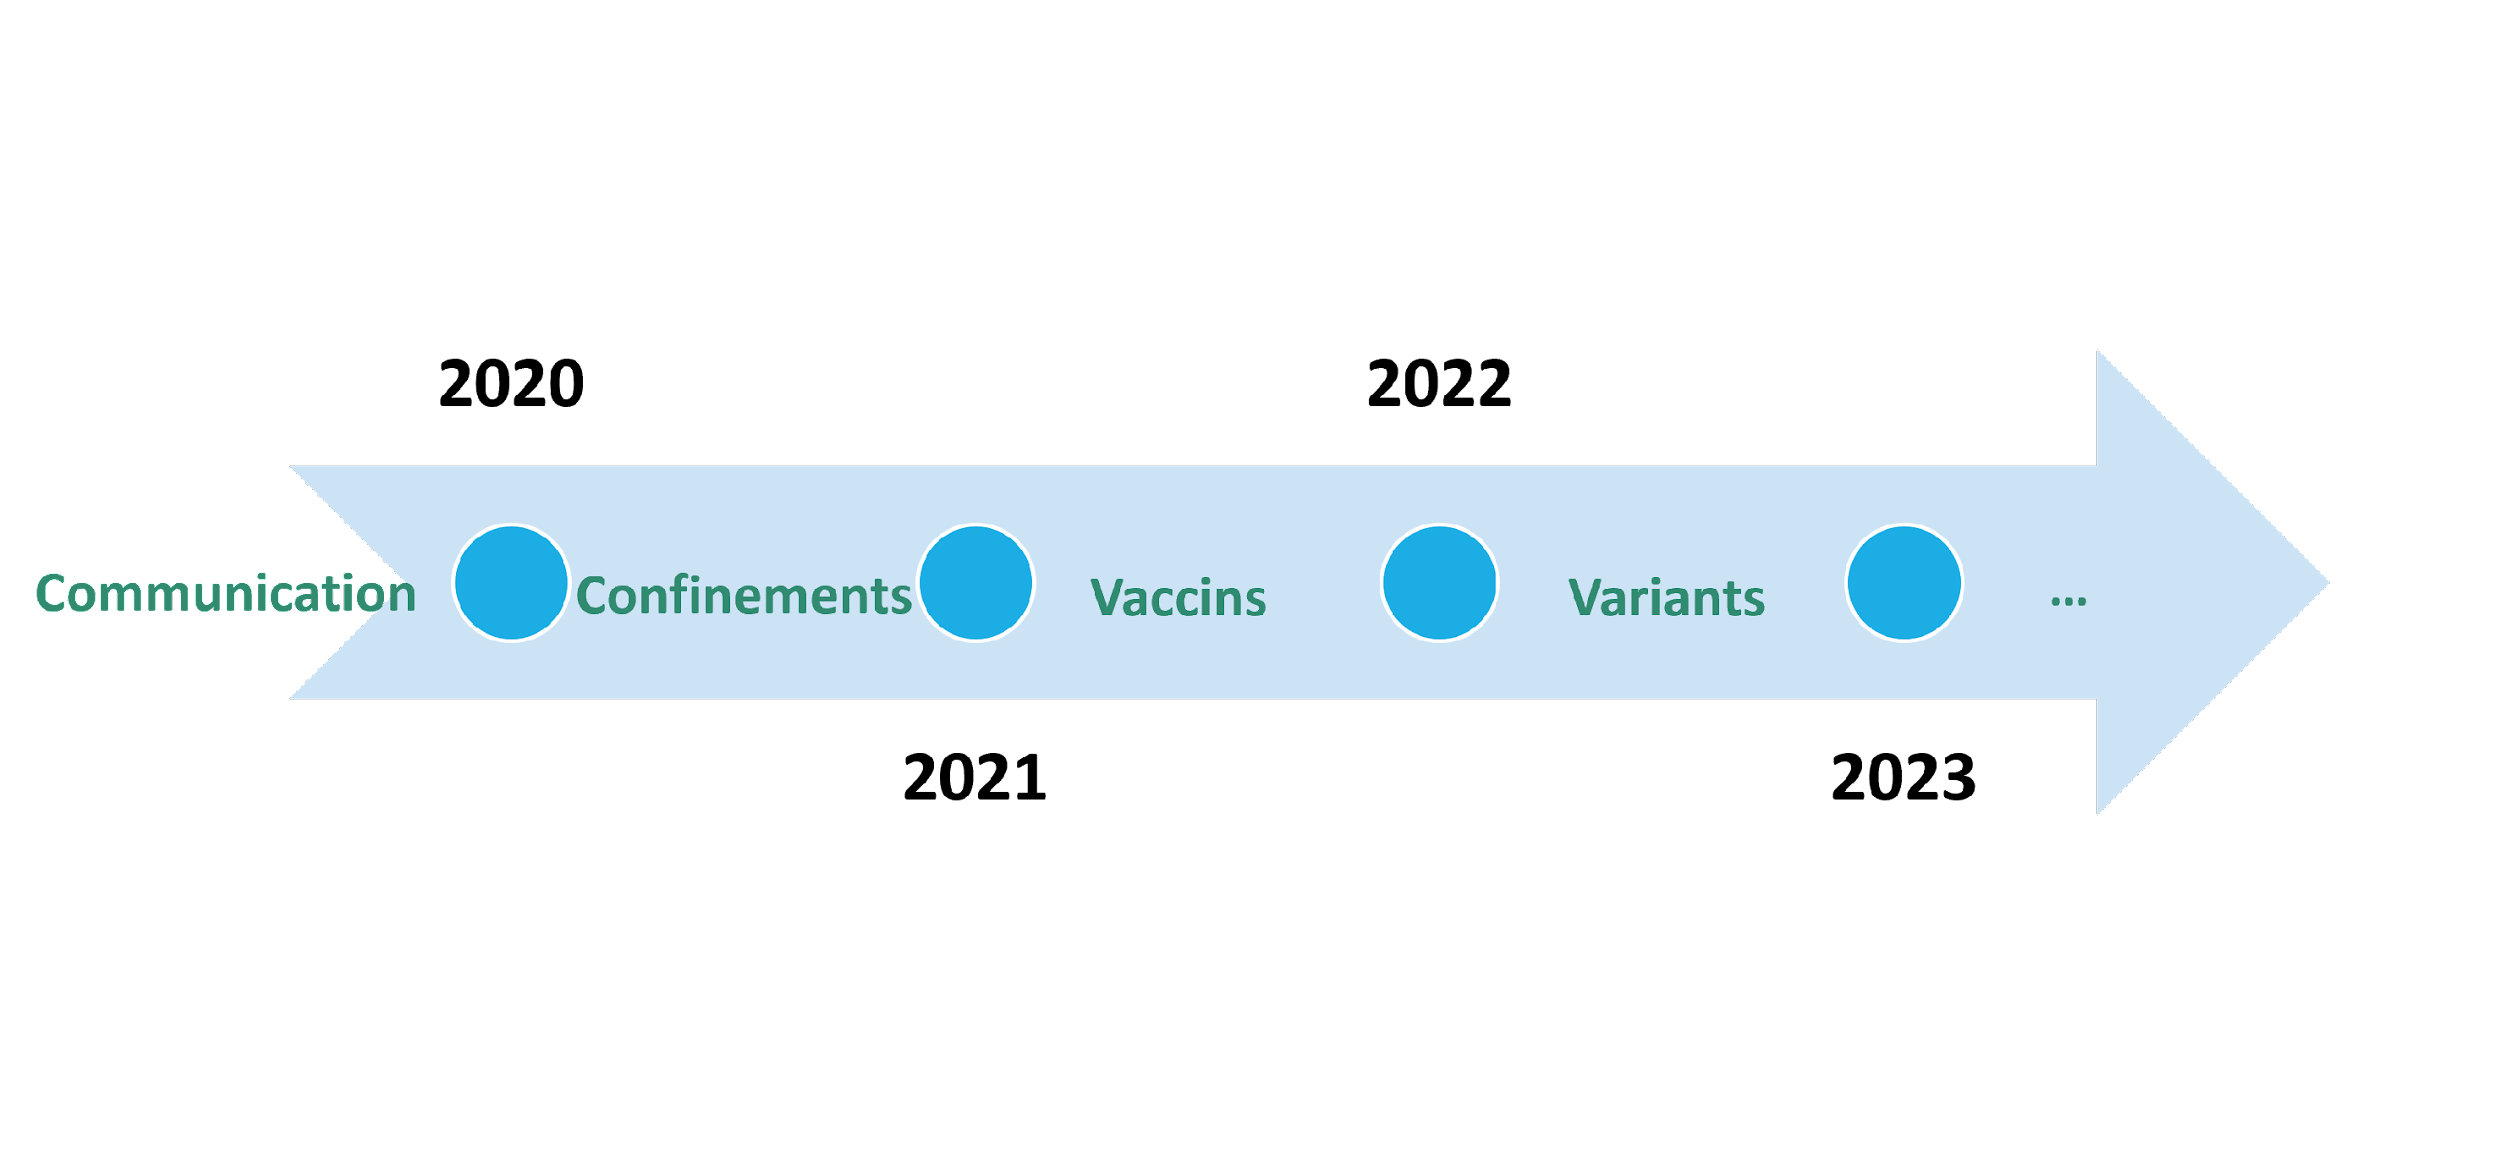 2020
2022
Communication
Confinements
Vaccins
Variants
...
2021
2023